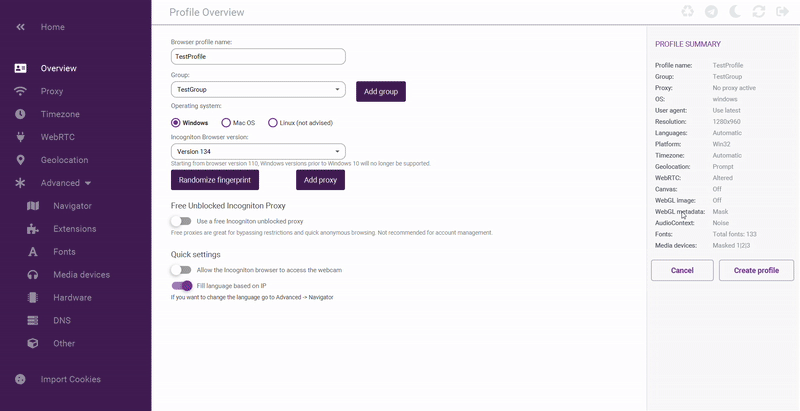 Home
Overview
Proxy
Timezone
WebRTC
Geolocation
Advanced
Navigator
Extensions
Fonts
Media devices
Hardware
DNS
Other
Import Cookies
Profile Overview
Browser profile name:
TestProfile
Group:
TestGroup
Add group
Operating system:
Windows Mac OS Linux (not advised)
Incogniton Browser version:
Version 134
Starting from browser version 110, Windows versions prior to Windows 10 will no longer be supported.
Randomize fingerprint Add proxy
Free Unblocked Incogniton Proxy
Use a free Incogniton unblocked proxy
Free proxies are great for bypassing restrictions and quick anonymous browsing. Not recommended for account management.
Quick settings
Allow the Incogniton browser to access the webcam
Fill language based on IP
If you want to change the language go to Advanced -> Navigator
PROFILE SUMMARY
Profile name: TestProfile
Group: TestGroup
Proxy: No proxy active
OS: windows
User agent: Use latest
Resolution: 1280x960
Languages: Automatic
Platform: Win32
Timezone: Automatic
Geolocation: Prompt
WebRTC: Altered
Canvas: Off
WebGL image: Off
WebGL metadata: Mask
AudioContext: Noise
Fonts: Total fonts: 133
Media devices: Masked 1|2|3
Cancel Create profile